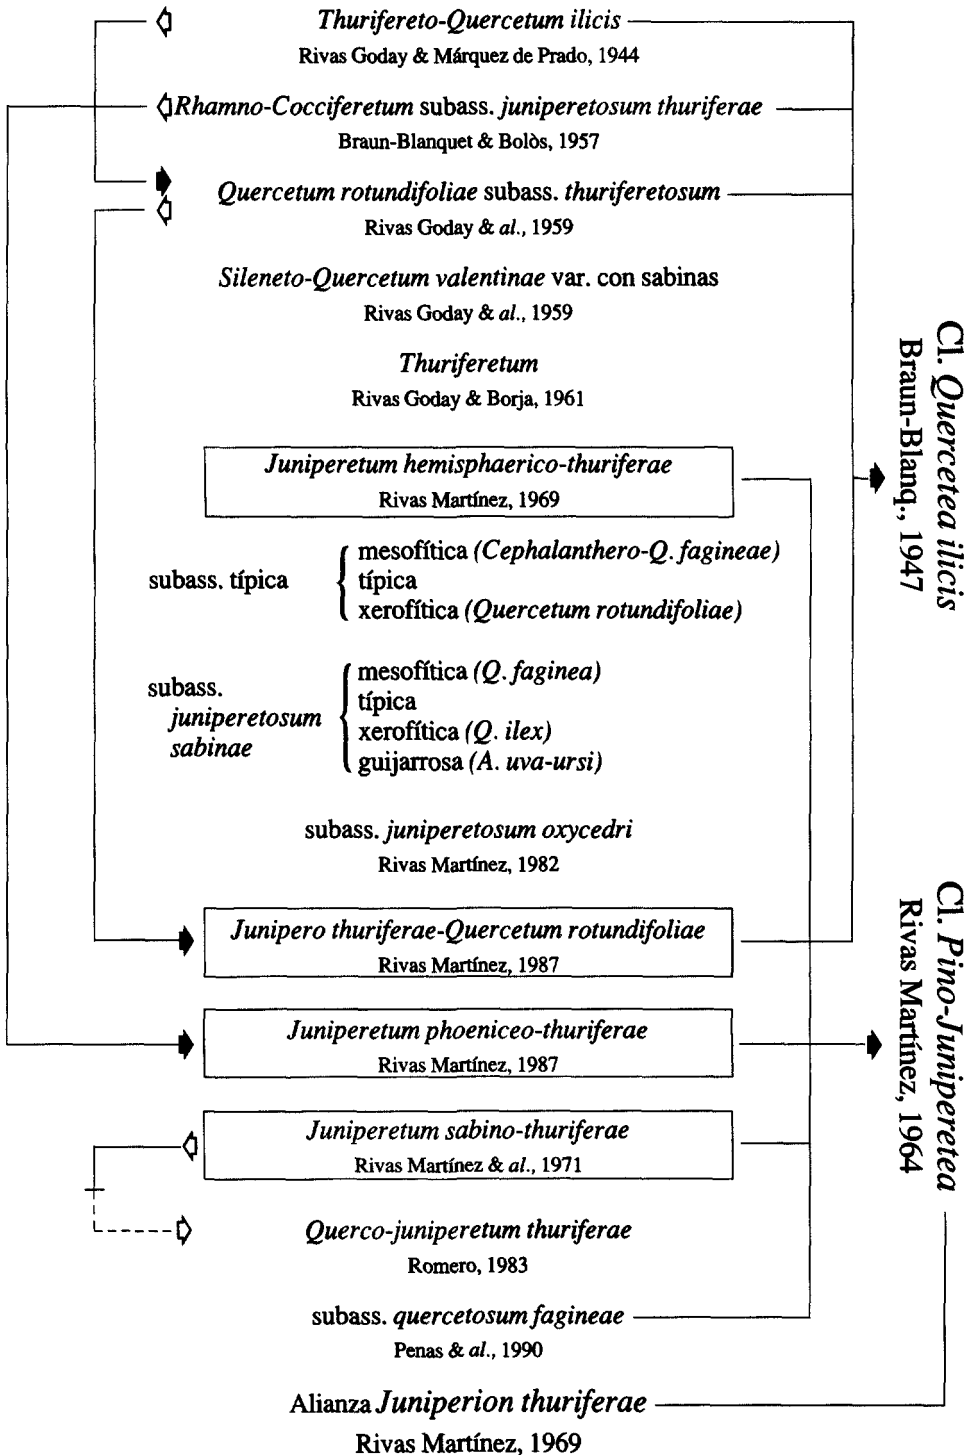 Thurifereto-Quercetum ilicis
Rivas Goday & Márquez de Prado, 1944
Rhamno-Cocciferetum subass. juniperetosum thuriferae
Braun-Blanquet & Bolòs, 1957
Quercetum rotundifoliae subass. thuriferetosum
Rivas Goday & al., 1959
Sileneto-Quercetum valentinae var. con sabinas
Rivas Goday & al., 1959
Thuriferetum
Rivas Goday & Borja, 1961
Juniperetum hemisphaerico-thuriferae
Rivas Martínez, 1969
subass. típica
mesofítica (Cephalanthero-Q. fagineae)
típica
xerofítica (Quercetum rotundifoliae)
subass.
juniperetosum
sabinae
mesofítica (Q. faginea)
típica
xerofítica (Q. ilex)
guijarrosa (A. uva-ursi)
subass. juniperetosum oxycedri
Rivas Martínez, 1982
Junipero thuriferae-Quercetum rotundifoliae
Rivas Martínez, 1987
Juniperetum phoeniceo-thuriferae
Rivas Martínez, 1987
Juniperetum sabino-thuriferae
Rivas Martínez & al., 1971
Querco-juniperetum thuriferae
Romero, 1983
subass. quercetosum fagineae
Penas & al., 1990
Alianza Juniperion thuriferae
Rivas Martínez, 1969
Cl. Quercetea ilicis
Braun-Blanq., 1947
Cl. Pino-Juniperetea
Rivas Martínez, 1964